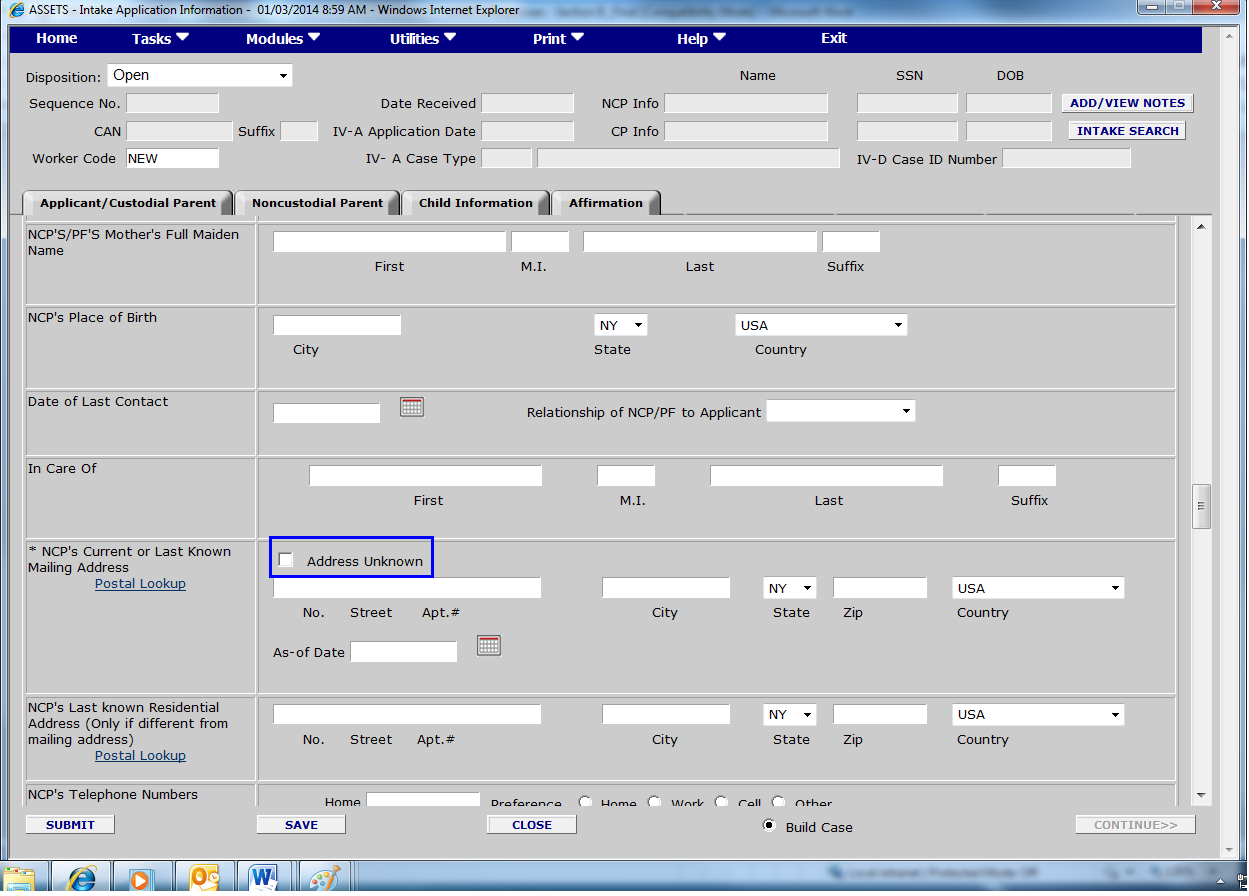 ASSETS - Intake Application Information - 01/03/2014 8:59 AM - Windows Internet Explorer
Home Tasks Modules Utilities Print Help Exit
Disposition: Open Name SSN DOB
Sequence No. Date Received NCP Info ADD/VIEW NOTES
CAN Suffix IV-A Application Date CP Info INTAKE SEARCH
Worker Code NEW IV- A Case Type IV-D Case ID Number
Applicant/Custodial Parent Noncustodial Parent Child Information Affirmation
NCP'S/PF'S Mother's Full Maiden
Name
First M.I. Last Suffix
NCP's Place of Birth
NY USA
City State Country
Date of Last Contact
Relationship of NCP/PF to Applicant
In Care Of
First M.I. Last Suffix
* NCP's Current or Last Known
Mailing Address
Postal Lookup
Address Unknown
NY USA
No. Street Apt.# City State Zip Country
As-of Date
NCP's Last known Residential
Address (Only if different from
mailing address)
Postal Lookup
NY USA
No. Street Apt.# City State Zip Country
NCP's Telephone Numbers
Home Preference Home Work Cell Other
SUBMIT SAVE CLOSE Build Case CONTINUE>>